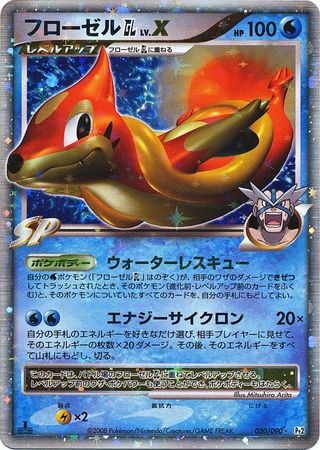 フローゼルGL LV.X HP 100
レベルアップ フローゼルGLに重ねる
SP
ポケボディー ウォーターレスキュー
自分の ポケモン(「フローゼルGL」はのぞく)が、相手のワザのダメージできぜつ
してトラッシュされたとき、そのポケモン(進化前・レベルアップ前のカードをふ
くむ)と、そのポケモンについていたすべてのカードを、自分の手札にもどしてよい。
エナジーサイクロン 20×
自分の手札のエネルギーを好きなだけ選び、相手プレイヤーに見せて、
そのエネルギーの枚数×20ダメージ。その後、そのエネルギーをすべ
て山札にもどし、切る。
このカードは、バトル場のフローゼルGLに重ねてレベルアップさせる。
レベルアップ前のワザ・ポケパワーも使うことができ、ポケボディーもはたらく。
Illus. Mitsuhiro Arita
弱点 ×2 抵抗力 にげる
©2008 Pokémon/Nintendo/Creatures/GAME FREAK. 020/090 Pt2